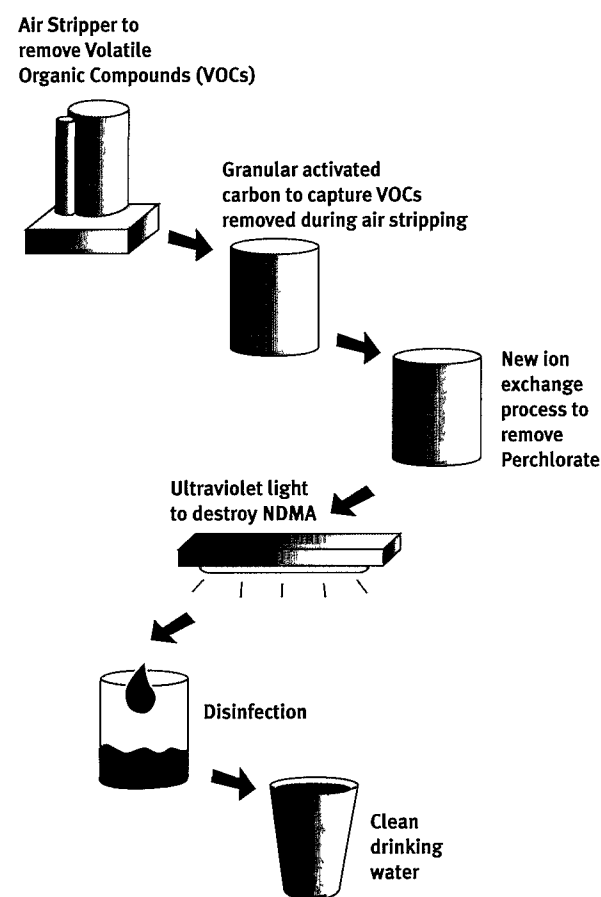 Air Stripper to
remove Volatile
Organic Compounds (VOCs)
Granular activated
carbon to capture VOCs
removed during air stripping
New ion
exchange
process to
remove
Perchlorate
Ultraviolet light
to destroy NDMA
Disinfection
Clean
drinking
water